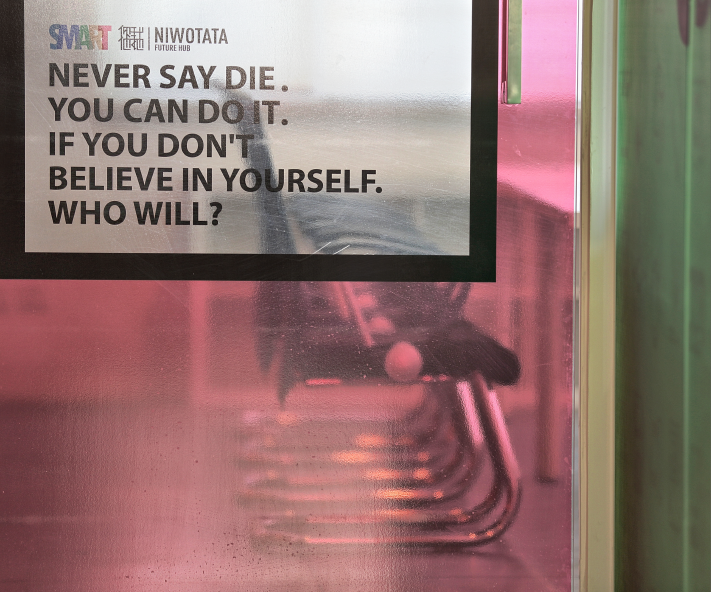 SMART NIWOTATA
FUTURE HUB
NEVER SAY DIE.
YOU CAN DO IT.
IF YOU DON'T
BELIEVE IN YOURSELF.
WHO WILL?